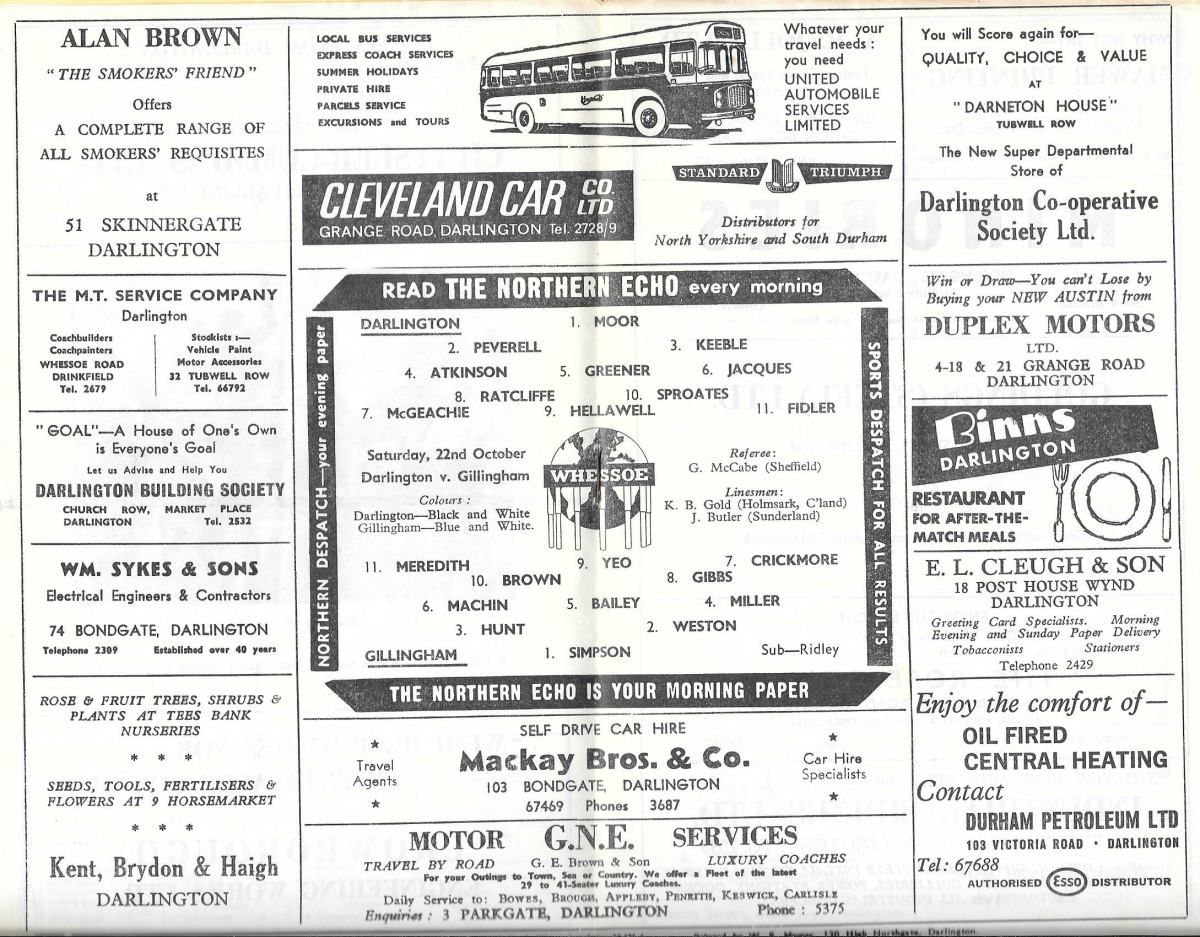 ALAN BROWN
"THE SMOKERS' FRIEND"
Offers
A COMPLETE RANGE OF
ALL SMOKERS' REQUISITES
at
51 SKINNERGATE
DARLINGTON
THE M.T. SERVICE COMPANY
Darlington
Coachbuilders
Coachpainters
WHESSOE ROAD
DRINKFIELD
Tel. 2679
Stockists :—
Vehicle Paint
Motor Accessories
32 TUBWELL ROW
Tel. 66792
"GOAL"—A House of One's Own
is Everyone's Goal
Let us Advise and Help You
DARLINGTON BUILDING SOCIETY
CHURCH ROW, MARKET PLACE
DARLINGTON Tel. 2532
WM. SYKES & SONS
Electrical Engineers & Contractors
74 BONDGATE, DARLINGTON
Telephone 2309 Established over 40 years
ROSE & FRUIT TREES, SHRUBS &
PLANTS AT TEES BANK
NURSERIES
* * *
SEEDS, TOOLS, FERTILISERS &
FLOWERS AT 9 HORSEMARKET
* * *
Kent, Brydon & Haigh
DARLINGTON
LOCAL BUS SERVICES
EXPRESS COACH SERVICES
SUMMER HOLIDAYS
PRIVATE HIRE
PARCELS SERVICE
EXCURSIONS and TOURS
Whatever your
travel needs :
you need
UNITED
AUTOMOBILE
SERVICES
LIMITED
CLEVELAND CAR CO. LTD
GRANGE ROAD, DARLINGTON Tel. 2728/9
STANDARD TRIUMPH
Distributors for
North Yorkshire and South Durham
READ THE NORTHERN ECHO every morning
NORTHERN DESPATCH—your evening paper
SPORTS DESPATCH FOR ALL RESULTS
DARLINGTON 1. MOOR
2. PEVERELL 3. KEEBLE
4. ATKINSON 5. GREENER 6. JACQUES
8. RATCLIFFE 10. SPROATES
7. McGEACHIE 9. HELLAWELL 11. FIDLER
Saturday, 22nd October
Darlington v. Gillingham
Colours :
Darlington—Black and White
Gillingham—Blue and White.
WHESSOE
Referee:
G. McCabe (Sheffield)
Linesmen:
K. B. Gold (Holmsark, C'land)
J. Butler (Sunderland)
11. MEREDITH 9. YEO 7. CRICKMORE
10. BROWN 8. GIBBS
6. MACHIN 5. BAILEY 4. MILLER
3. HUNT 2. WESTON
GILLINGHAM 1. SIMPSON Sub—Ridley
THE NORTHERN ECHO IS YOUR MORNING PAPER
SELF DRIVE CAR HIRE
Travel
Agents
Mackay Bros. & Co.
103 BONDGATE, DARLINGTON
67469 Phones 3687
Car Hire
Specialists
MOTOR G.N.E. SERVICES
TRAVEL BY ROAD G. E. Brown & Son LUXURY COACHES
For your Outings to Town, Sea or Country. We offer a Fleet of the latest
29 to 41-Seater Luxury Coaches.
Daily Service to: BOWES, BROUGH, APPLEBY, PENRITH, KESWICK, CARLISLE
Enquiries : 3 PARKGATE, DARLINGTON Phone : 5375
You will Score again for—
QUALITY, CHOICE & VALUE
AT
"DARNETON HOUSE"
TUBWELL ROW
The New Super Departmental
Store of
Darlington Co-operative
Society Ltd.
Win or Draw—You can't Lose by
Buying your NEW AUSTIN from
DUPLEX MOTORS
LTD.
4-18 & 21 GRANGE ROAD
DARLINGTON
Binns
DARLINGTON
RESTAURANT
FOR AFTER-THE-
MATCH MEALS
E. L. CLEUGH & SON
18 POST HOUSE WYND
DARLINGTON
Greeting Card Specialists. Morning
Evening and Sunday Paper Delivery
Tobacconists Stationers
Telephone 2429
Enjoy the comfort of—
OIL FIRED
CENTRAL HEATING
Contact
DURHAM PETROLEUM LTD
103 VICTORIA ROAD · DARLINGTON
Tel: 67688
AUTHORISED Esso DISTRIBUTOR
130 High Northgate, Darlington.